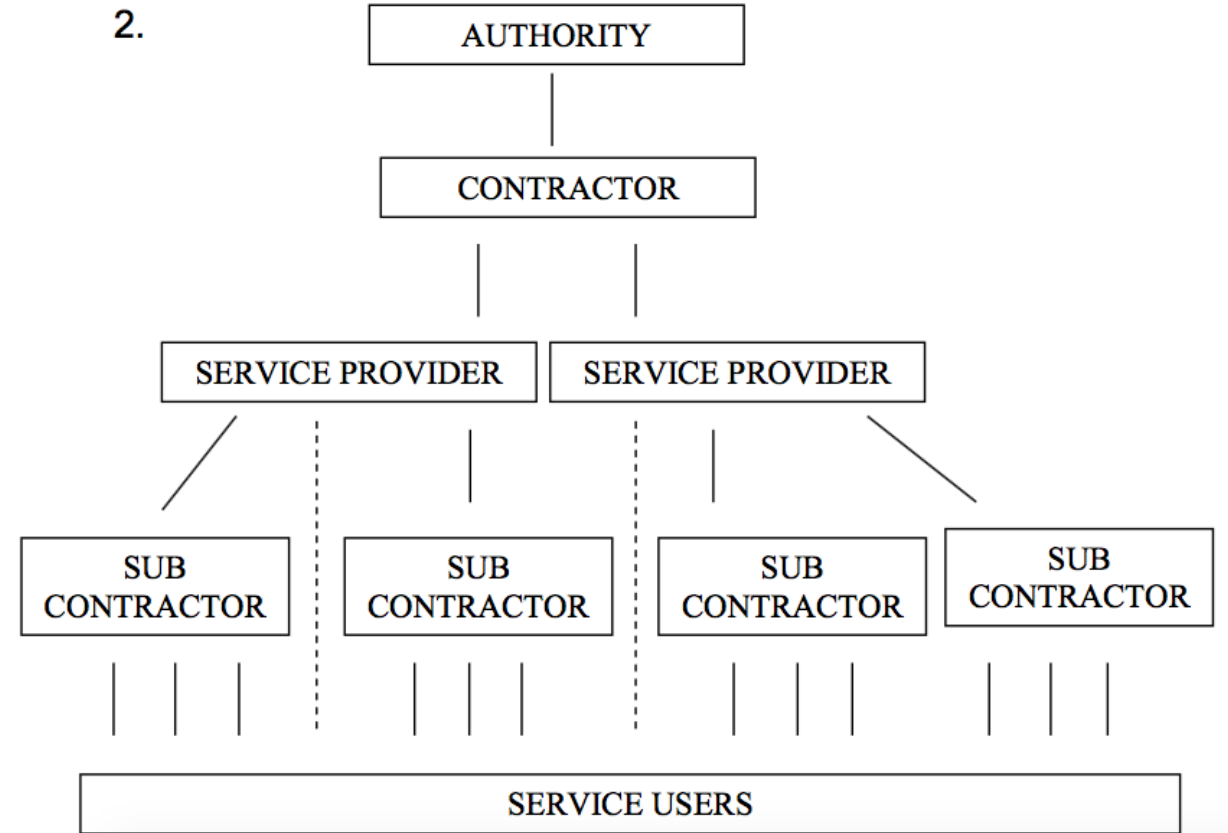 2.
AUTHORITY
CONTRACTOR
SERVICE PROVIDER
SERVICE PROVIDER
SUB
CONTRACTOR
SUB
CONTRACTOR
SUB
CONTRACTOR
SUB
CONTRACTOR
SERVICE USERS